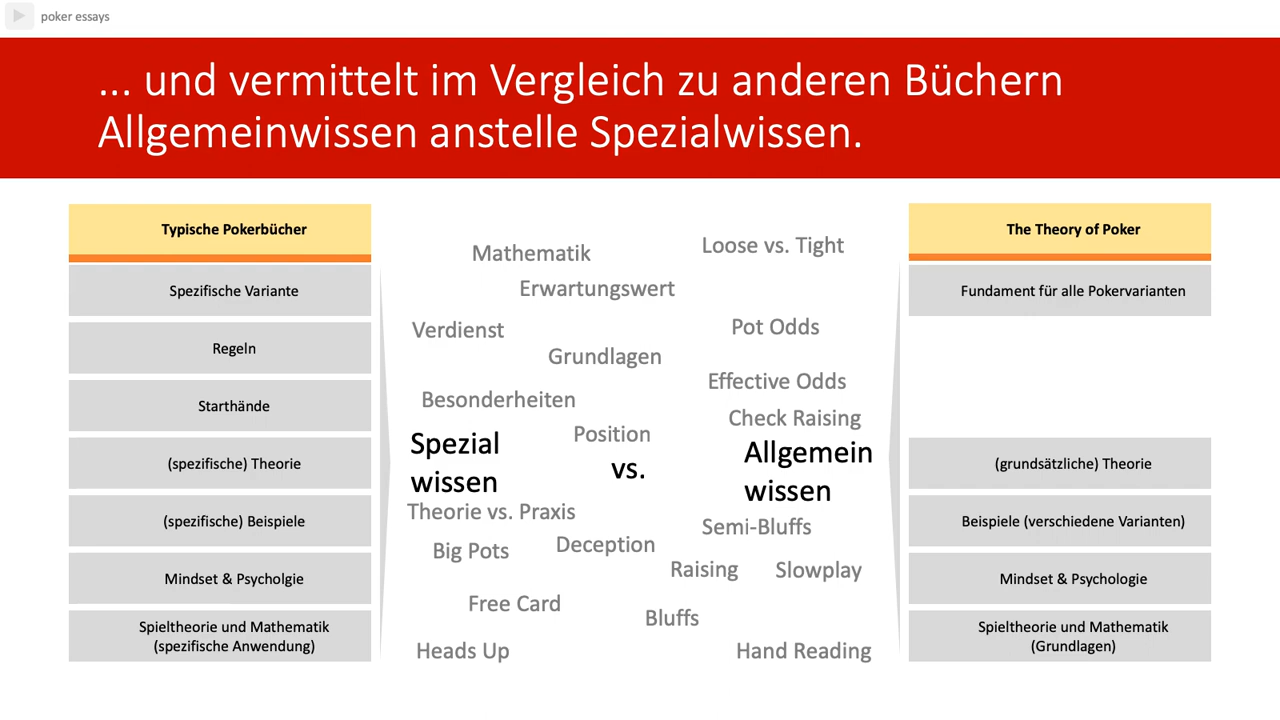 poker essays
... und vermittelt im Vergleich zu anderen Büchern
Allgemeinwissen anstelle Spezialwissen.
Typische Pokerbücher
Spezifische Variante
Regeln
Starthände
(spezifische) Theorie
(spezifische) Beispiele
Mindset & Psycholgie
Spieltheorie und Mathematik
(spezifische Anwendung)
Mathematik
Loose vs. Tight
Erwartungswert
Verdienst
Pot Odds
Grundlagen
Effective Odds
Besonderheiten
Check Raising
Position
Spezial
wissen
vs.
Allgemein
wissen
Theorie vs. Praxis
Semi-Bluffs
Big Pots
Deception
Raising
Slowplay
Free Card
Bluffs
Heads Up
Hand Reading
The Theory of Poker
Fundament für alle Pokervarianten
(grundsätzliche) Theorie
Beispiele (verschiedene Varianten)
Mindset & Psychologie
Spieltheorie und Mathematik
(Grundlagen)